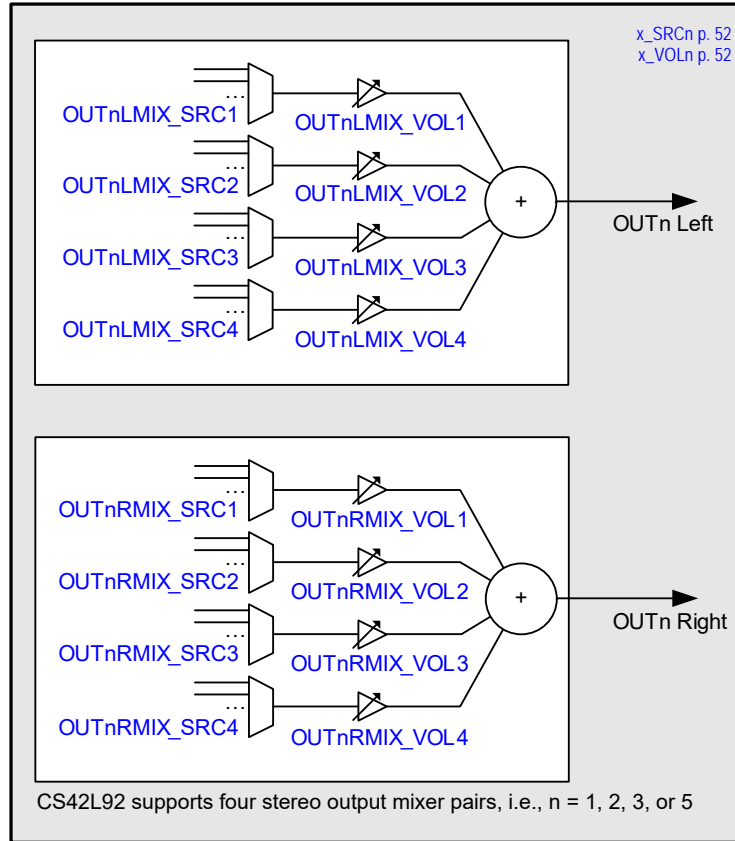 x_SRCn p. 52
x_VOLn p. 52
...
OUTnLMIX_SRC1
OUTnLMIX_VOL1
...
OUTnLMIX_SRC2
OUTnLMIX_VOL2
+
OUTn Left
...
OUTnLMIX_SRC3
OUTnLMIX_VOL3
...
OUTnLMIX_SRC4
OUTnLMIX_VOL4
...
OUTnRMIX_SRC1
OUTnRMIX_VOL1
...
OUTnRMIX_SRC2
OUTnRMIX_VOL2
+
OUTn Right
...
OUTnRMIX_SRC3
OUTnRMIX_VOL3
...
OUTnRMIX_SRC4
OUTnRMIX_VOL4
CS42L92 supports four stereo output mixer pairs, i.e., n = 1, 2, 3, or 5